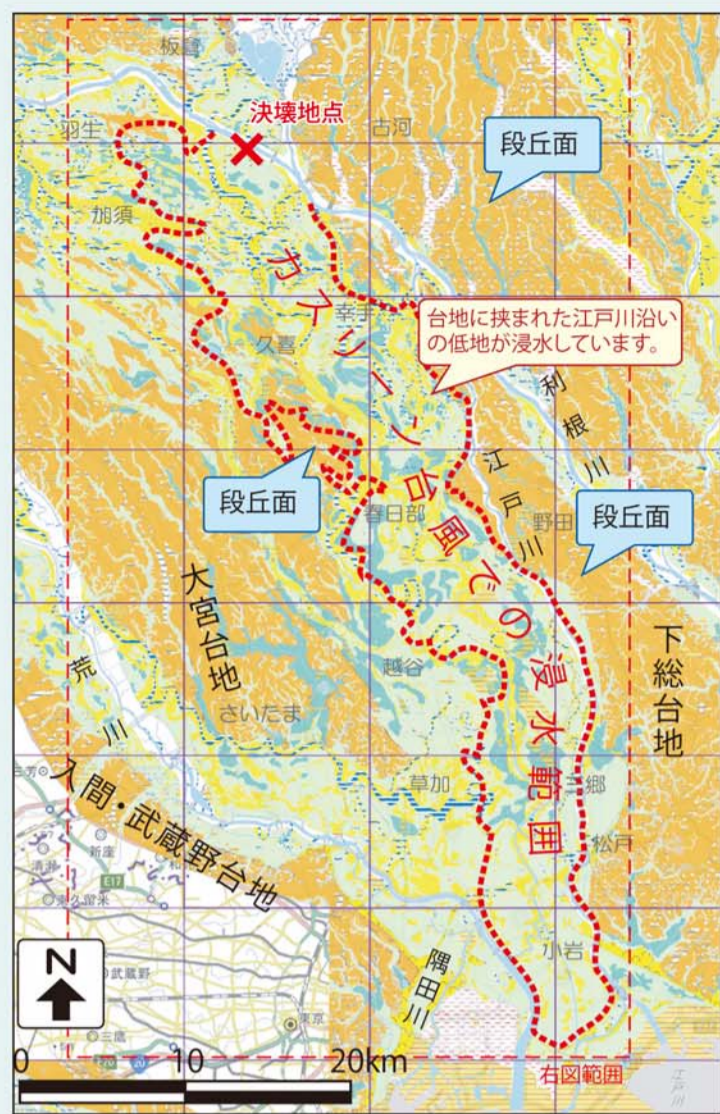 板倉
決壊地点
羽生
古河
段丘面
加須
カスリーン台風での浸水範囲
幸手
台地に挟まれた江戸川沿い
の低地が浸水しています。
久喜
利根川
江戸川
段丘面
春日部
野田
段丘面
大宮台地
下総台地
越谷
荒川
さいたま
草加
三郷
入間・武蔵野台地
松戸
新座
清瀬
E17
東久留米
小岩
隅田川
N
武蔵野
東京
三鷹
20
0 10 20km
右図範囲
江戸川